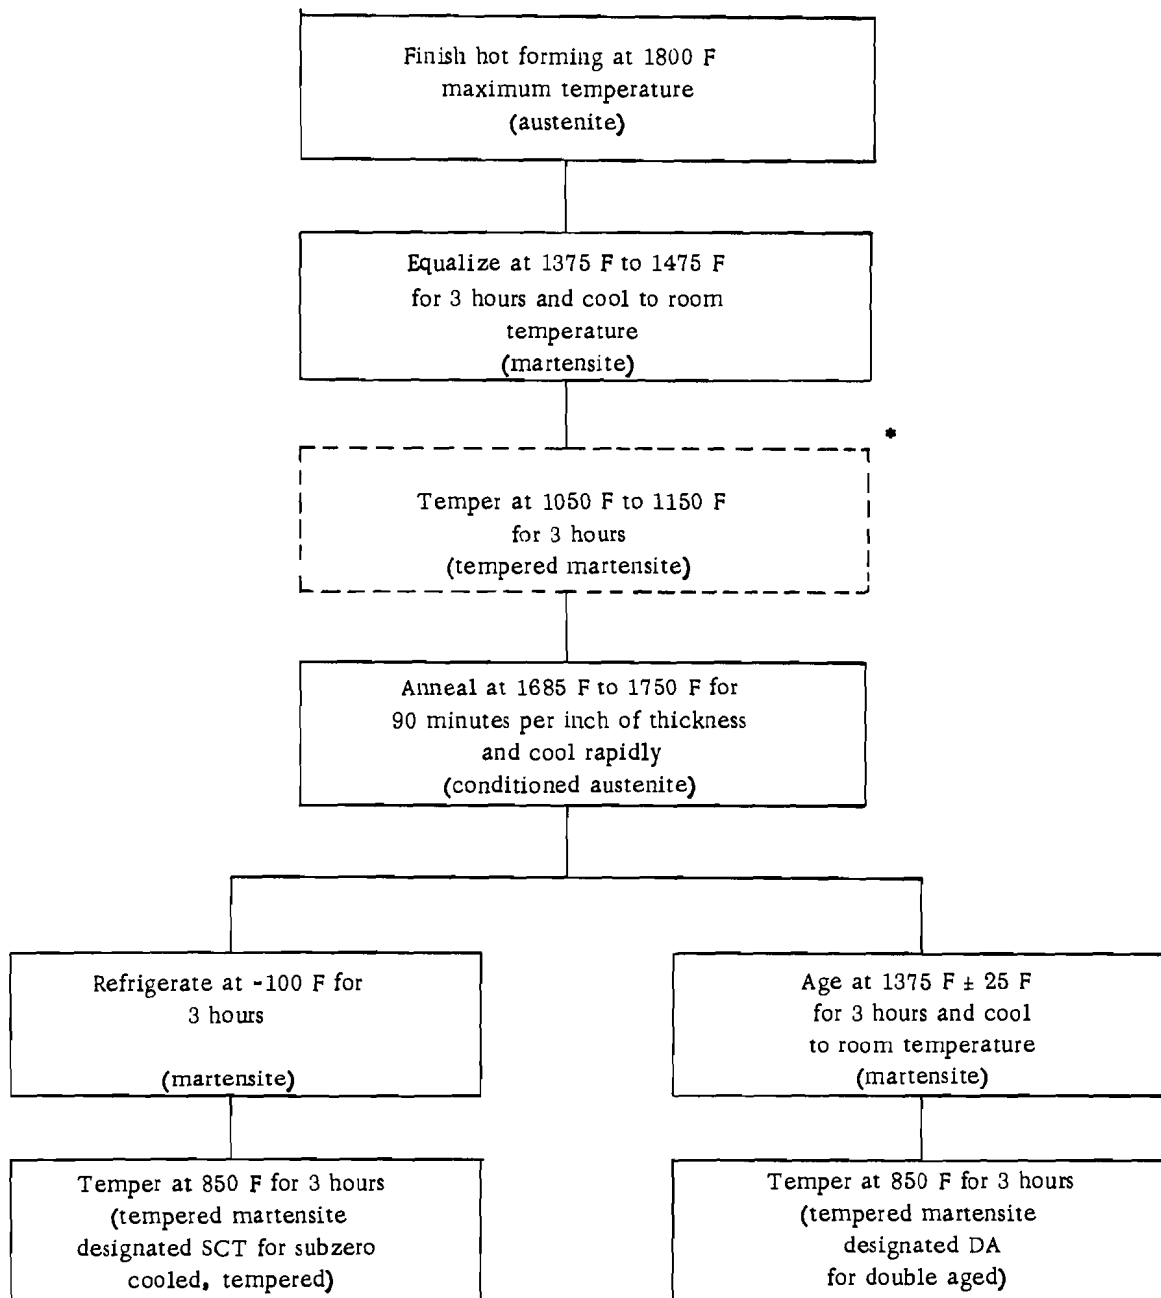 Finish hot forming at 1800 F
maximum temperature
(austenite)
Equalize at 1375 F to 1475 F
for 3 hours and cool to room
temperature
(martensite)
*
Temper at 1050 F to 1150 F
for 3 hours
(tempered martensite)
Anneal at 1685 F to 1750 F for
90 minutes per inch of thickness
and cool rapidly
(conditioned austenite)
Refrigerate at -100 F for
3 hours
(martensite)
Temper at 850 F for 3 hours
(tempered martensite
designated SCT for subzero
cooled, tempered)
Age at 1375 F ± 25 F
for 3 hours and cool
to room temperature
(martensite)
Temper at 850 F for 3 hours
(tempered martensite
designated DA
for double aged)